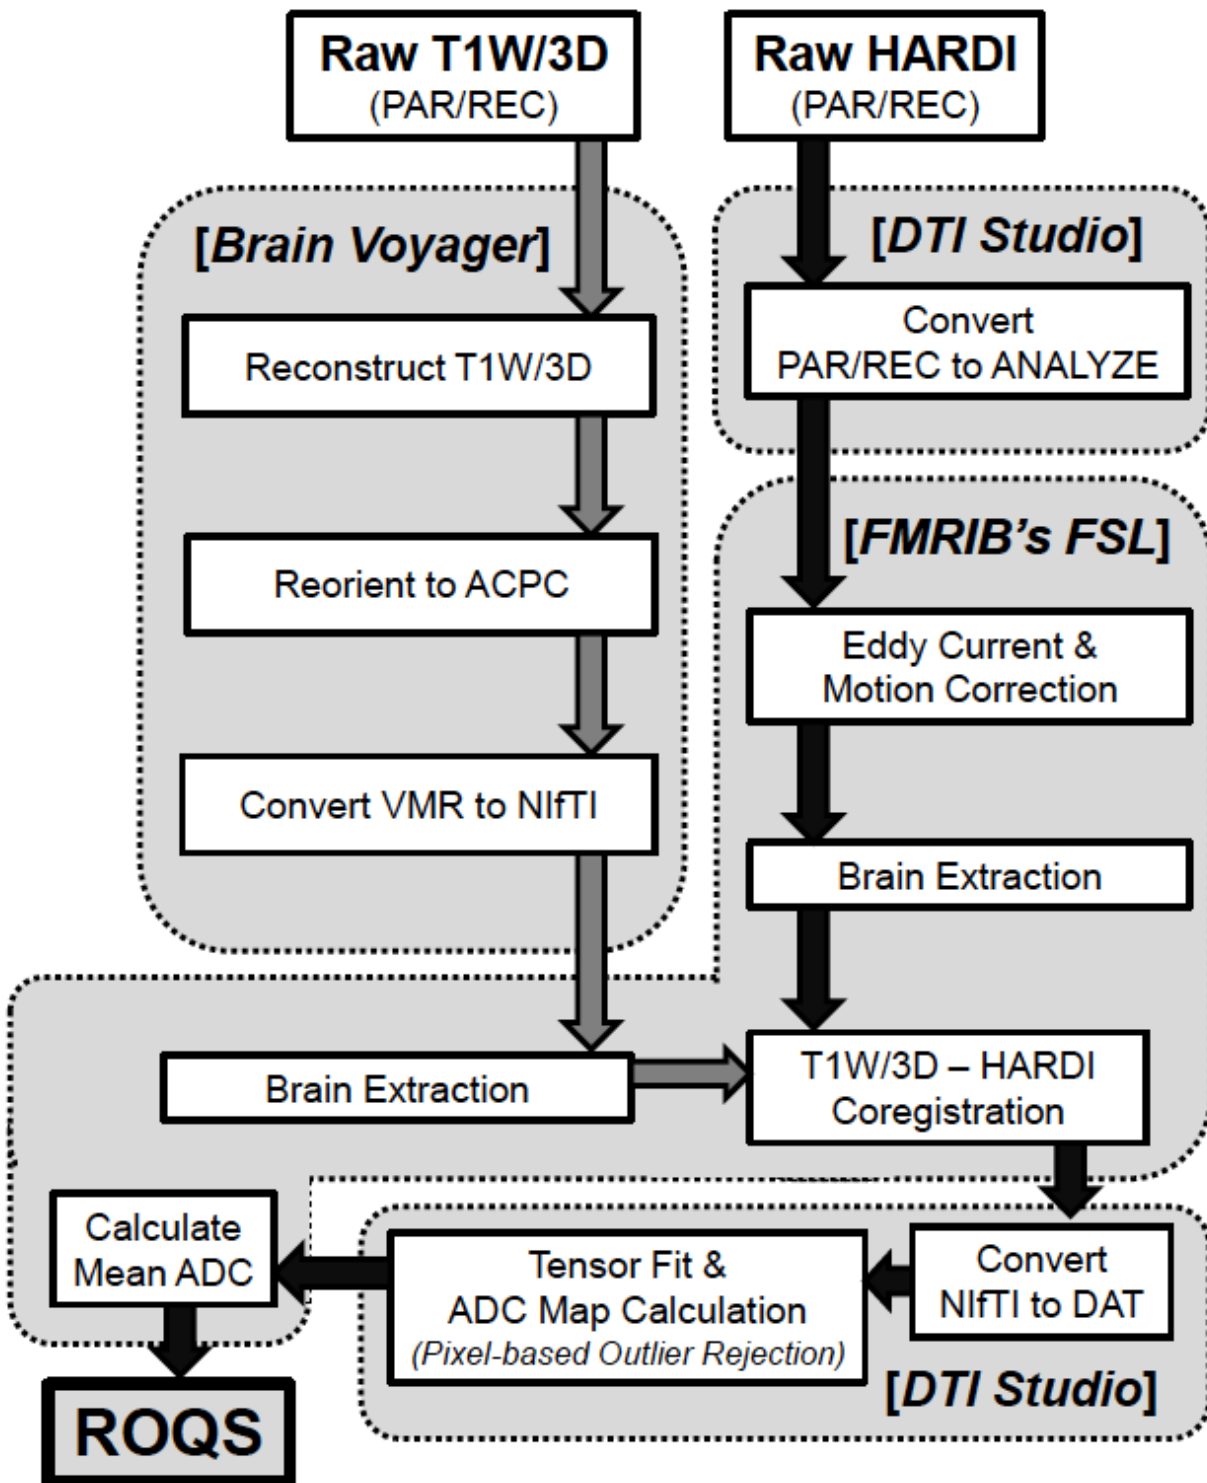 Raw T1W/3D
(PAR/REC)
Raw HARDI
(PAR/REC)
[Brain Voyager]
Reconstruct T1W/3D
Reorient to ACPC
Convert VMR to NIfTI
[DTI Studio]
Convert
PAR/REC to ANALYZE
[FMRIB's FSL]
Eddy Current &
Motion Correction
Brain Extraction
Brain Extraction
T1W/3D – HARDI
Coregistration
Convert
NIfTI to DAT
Tensor Fit &
ADC Map Calculation
(Pixel-based Outlier Rejection)
[DTI Studio]
Calculate
Mean ADC
ROQS